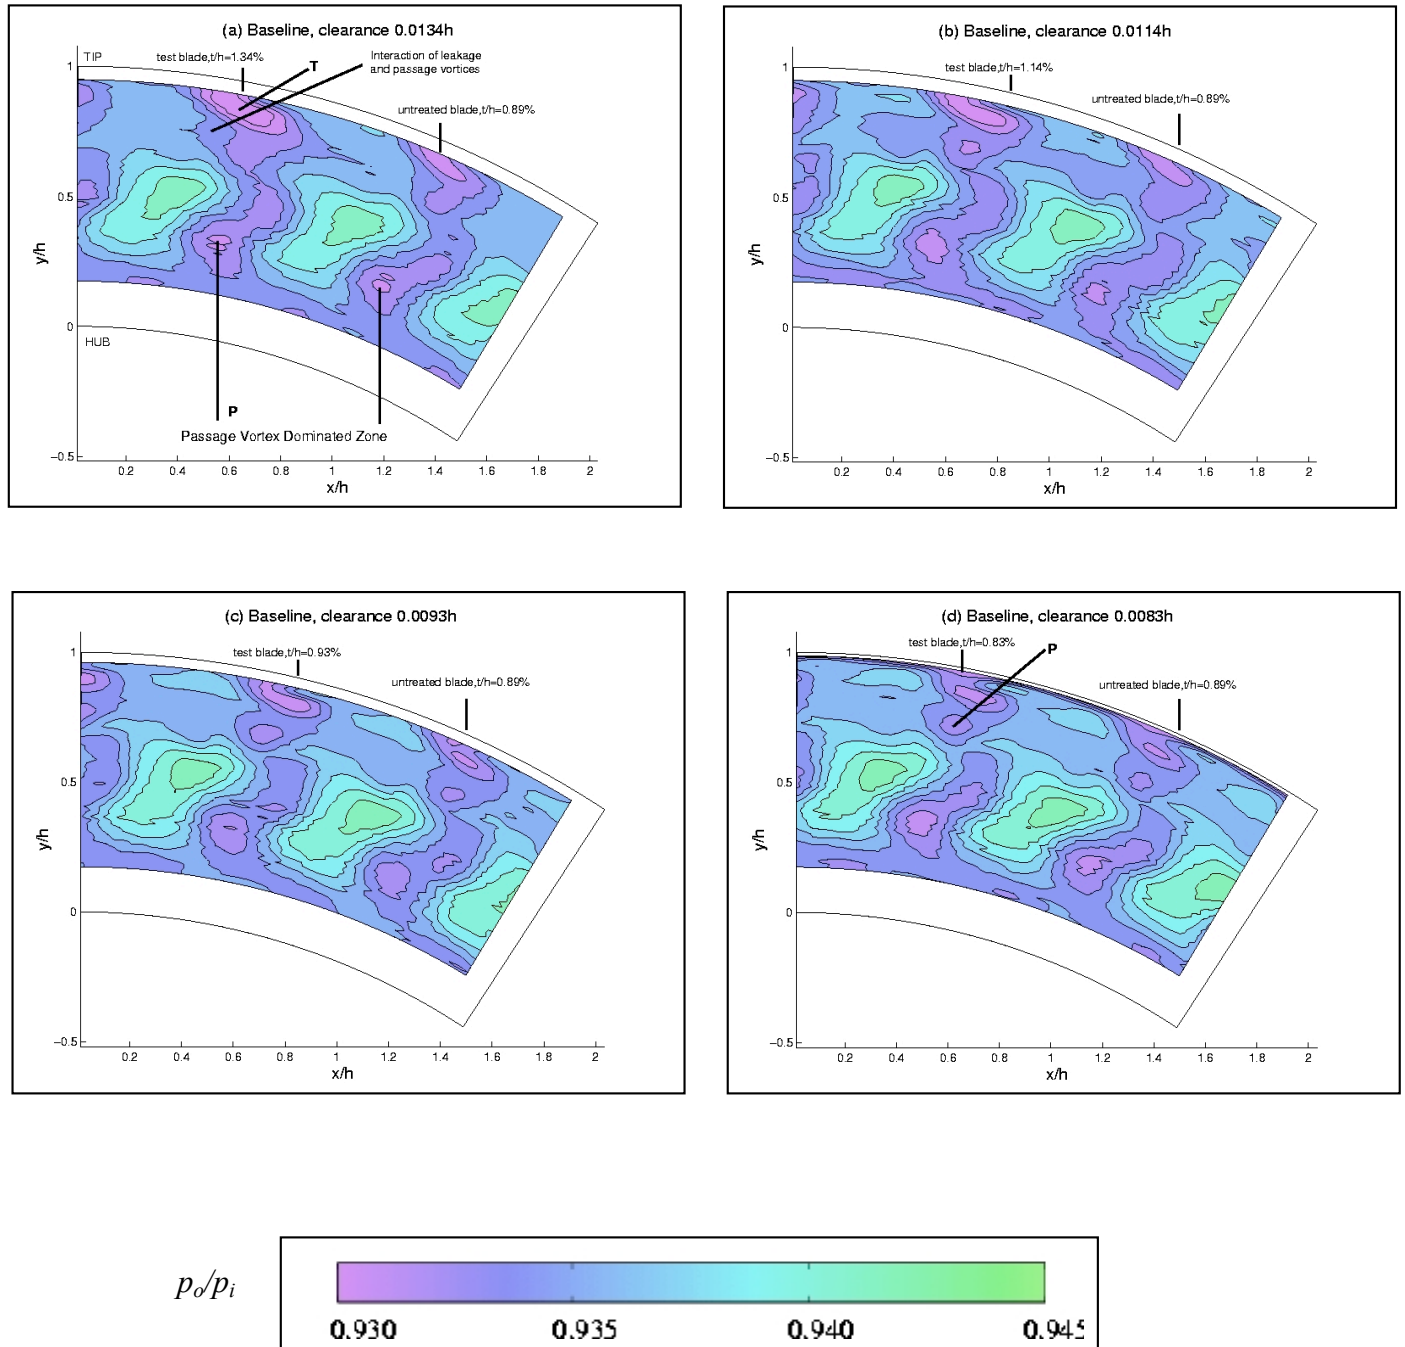 (a) Baseline, clearance 0.0134h
TIP
test blade,t/h=1.34%
T
Interaction of leakage
and passage vortices
untreated blade,t/h=0.89%
1
0.5
0
−0.5
y/h
HUB
P
Passage Vortex Dominated Zone
0.2 0.4 0.6 0.8 1 1.2 1.4 1.6 1.8 2
x/h
(b) Baseline, clearance 0.0114h
test blade,t/h=1.14%
untreated blade,t/h=0.89%
1
0.5
0
−0.5
y/h
0.2 0.4 0.6 0.8 1 1.2 1.4 1.6 1.8 2
x/h
(c) Baseline, clearance 0.0093h
test blade,t/h=0.93%
untreated blade,t/h=0.89%
1
0.5
0
−0.5
y/h
0.2 0.4 0.6 0.8 1 1.2 1.4 1.6 1.8 2
x/h
(d) Baseline, clearance 0.0083h
test blade,t/h=0.83%
P
untreated blade,t/h=0.89%
1
0.5
0
−0.5
y/h
0.2 0.4 0.6 0.8 1 1.2 1.4 1.6 1.8 2
x/h
pₒ/pᵢ
0.930 0.935 0.940 0.945